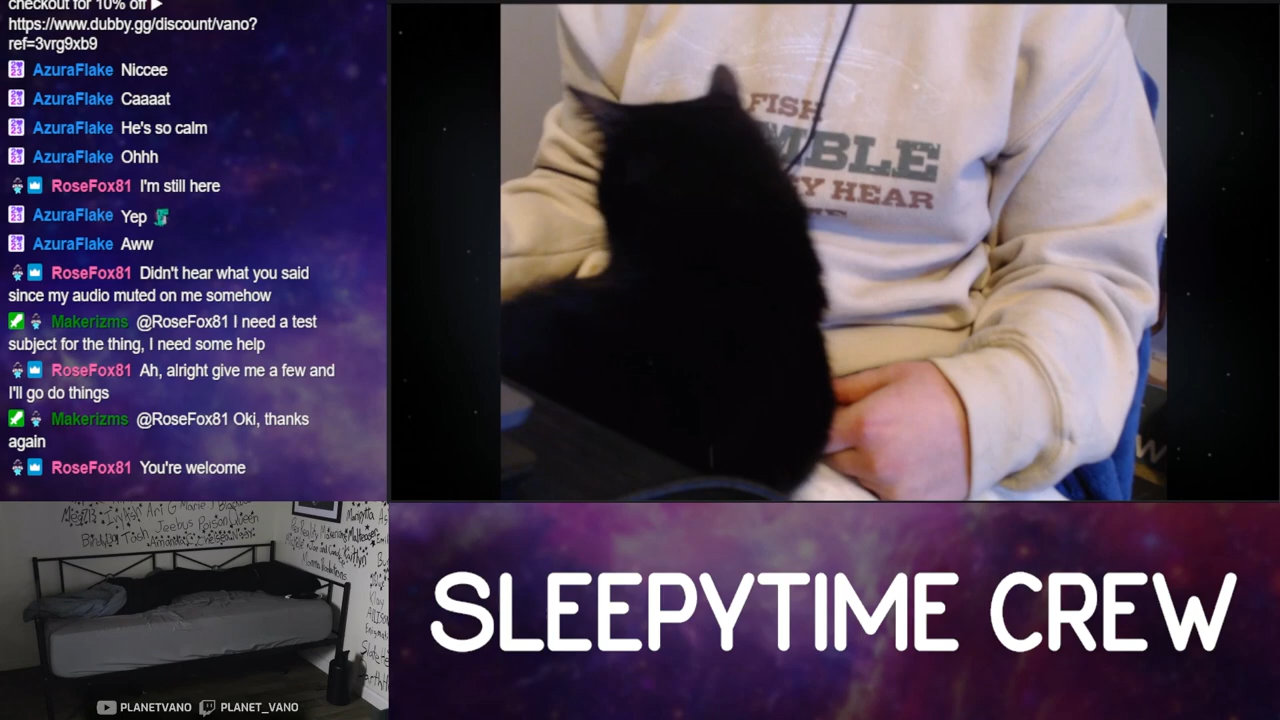 checkout for 10% off ▶
https://www.dubby.gg/discount/vano?
ref=3vrg9xb9
AzuraFlake Niccee
AzuraFlake Caaaat
AzuraFlake He's so calm
AzuraFlake Ohhh
RoseFox81 I'm still here
AzuraFlake Yep
AzuraFlake Aww
RoseFox81 Didn't hear what you said
since my audio muted on me somehow
Makerizms @RoseFox81 I need a test
subject for the thing, I need some help
RoseFox81 Ah, alright give me a few and
I'll go do things
Makerizms @RoseFox81 Oki, thanks
again
RoseFox81 You're welcome
FISH
MBLE
Y HEAR
Jeebys Poison Queen
PLANETVANO PLANET_VANO
SLEEPYTIME CREW